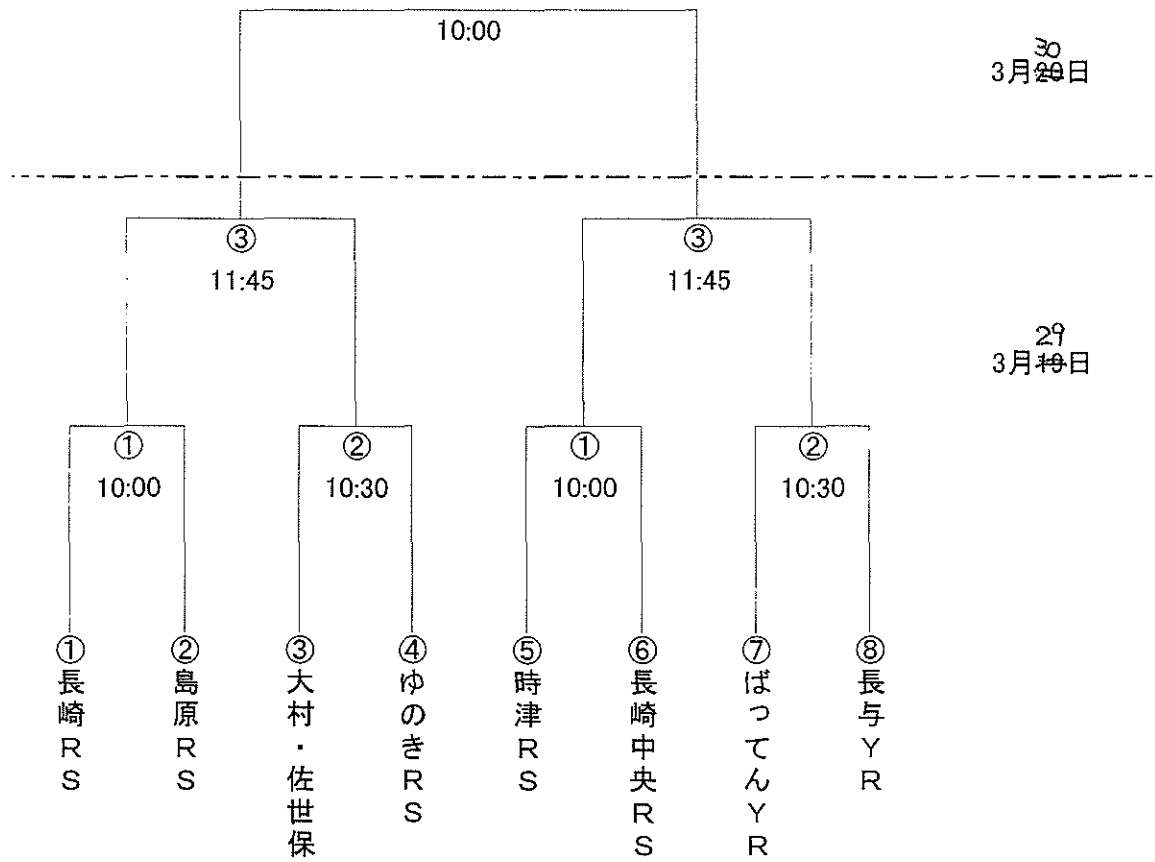 10:00
30
3月20日
③
③
11:45
11:45
29
3月19日
①
②
①
②
10:00
10:30
10:00
10:30
①長崎RS
②島原RS
③大村・佐世保
④ゆのきRS
⑤時津RS
⑥長崎中央RS
⑦ばってんYR
⑧長与YR